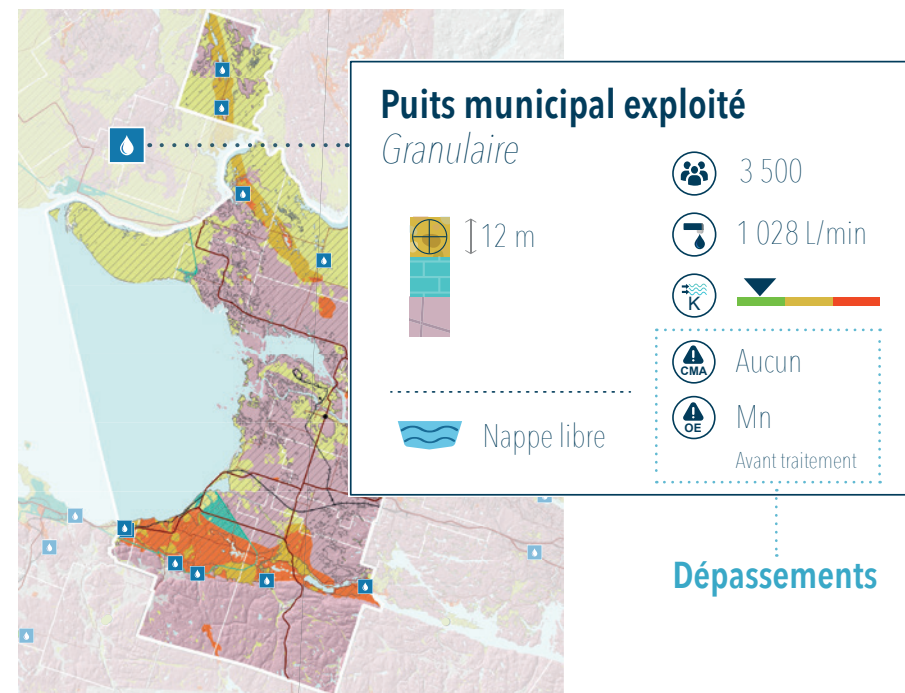 Puits municipal exploité
Granulaire
12 m
Nappe libre
3 500
1 028 L/min
K
CMA
Aucun
OE
Mn
Avant traitement
Dépassements